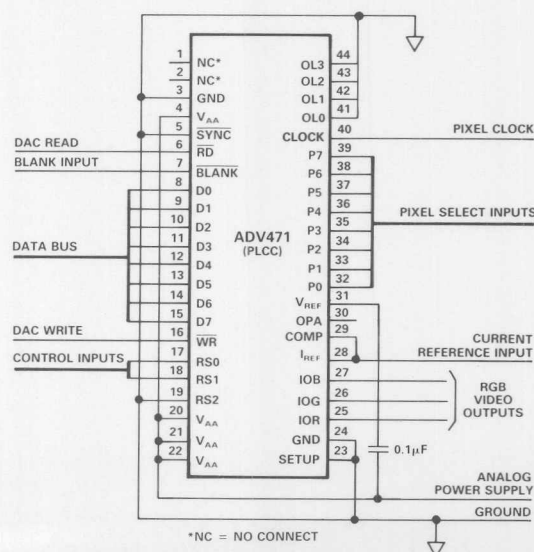 1 NC*
2 NC*
3 GND
4 VAA
5 SYNC
DAC READ 6 RD
BLANK INPUT 7 BLANK
8 D0
9 D1
10 D2
11 D3
DATA BUS
12 D4
13 D5
14 D6
15 D7
DAC WRITE 16 WR
CONTROL INPUTS
17 RS0
18 RS1
19 RS2
20 VAA
21 VAA
22 VAA
ADV471
(PLCC)
OL3 44
OL2 43
OL1 42
OL0 41
CLOCK 40 PIXEL CLOCK
P7 39
P6 38
P5 37
P4 36
PIXEL SELECT INPUTS
P3 35
P2 34
P1 33
P0 32
VREF 31
OPA 30
COMP 29
IREF 28
CURRENT
REFERENCE INPUT
IOB 27
IOG 26
IOR 25
RGB
VIDEO
OUTPUTS
GND 24
SETUP 23
0.1µF
ANALOG
POWER SUPPLY
GROUND
*NC = NO CONNECT